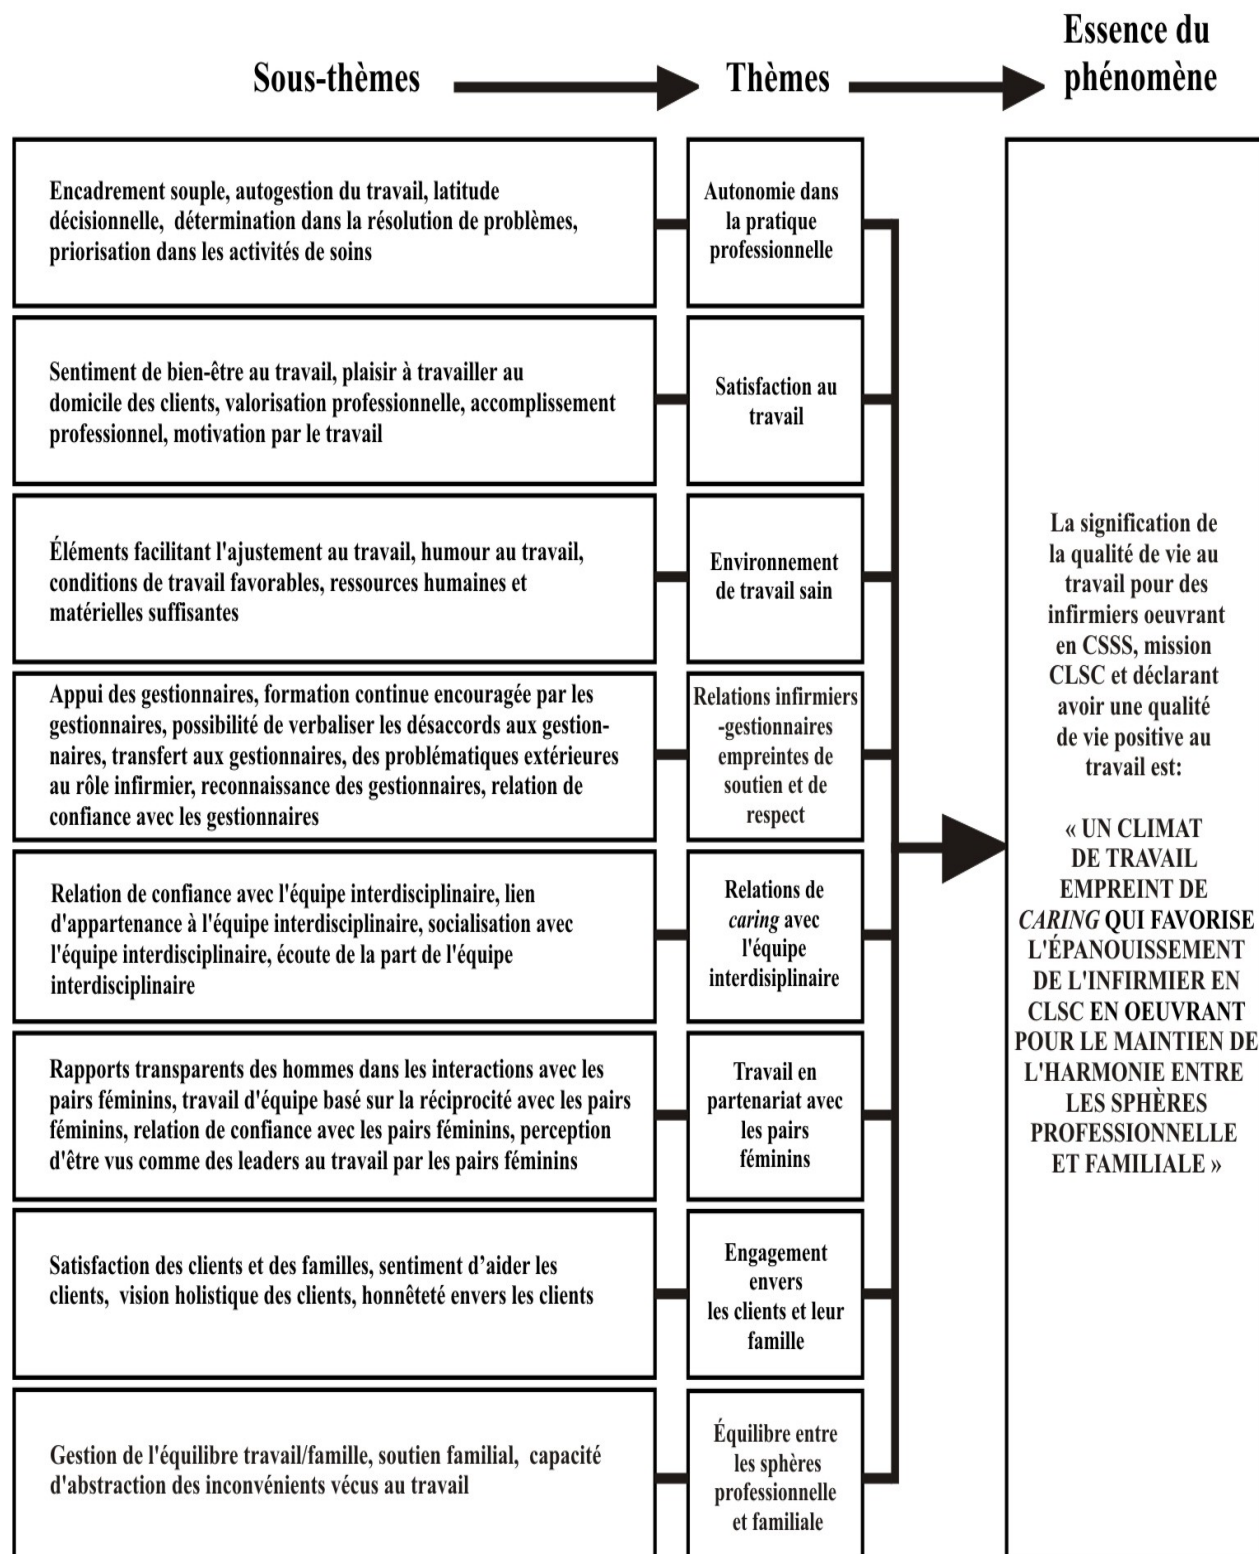 Sous-thèmes
Thèmes
Essence du
phénomène
Encadrement souple, autogestion du travail, latitude
décisionnelle, détermination dans la résolution de problèmes,
priorisation dans les activités de soins
Autonomie dans
la pratique
professionnelle
Sentiment de bien-être au travail, plaisir à travailler au
domicile des clients, valorisation professionnelle, accomplissement
professionnel, motivation par le travail
Satisfaction au
travail
Éléments facilitant l'ajustement au travail, humour au travail,
conditions de travail favorables, ressources humaines et
matérielles suffisantes
Environnement
de travail sain
Appui des gestionnaires, formation continue encouragée par les
gestionnaires, possibilité de verbaliser les désaccords aux gestion-
naires, transfert aux gestionnaires, des problématiques extérieures
au rôle infirmier, reconnaissance des gestionnaires, relation de
confiance avec les gestionnaires
Relations infirmiers
-gestionnaires
empreintes de
soutien et de
respect
Relation de confiance avec l'équipe interdisciplinaire, lien
d'appartenance à l'équipe interdisciplinaire, socialisation avec
l'équipe interdisciplinaire, écoute de la part de l'équipe
interdisciplinaire
Relations de
caring avec
l'équipe
interdisiplinaire
Rapports transparents des hommes dans les interactions avec les
pairs féminins, travail d'équipe basé sur la réciprocité avec les pairs
féminins, relation de confiance avec les pairs féminins, perception
d'être vus comme des leaders au travail par les pairs féminins
Travail en
partenariat avec
les pairs
féminins
Satisfaction des clients et des familles, sentiment d’aider les
clients, vision holistique des clients, honnêteté envers les clients
Engagement
envers
les clients et leur
famille
Gestion de l'équilibre travail/famille, soutien familial, capacité
d'abstraction des inconvénients vécus au travail
Équilibre entre
les sphères
professionnelle
et familiale
La signification de
la qualité de vie au
travail pour des
infirmiers oeuvrant
en CSSS, mission
CLSC et déclarant
avoir une qualité
de vie positive au
travail est:
« UN CLIMAT
DE TRAVAIL
EMPREINT DE
CARING QUI FAVORISE
L'ÉPANOUISSEMENT
DE L'INFIRMIER EN
CLSC EN OEUVRANT
POUR LE MAINTIEN DE
L'HARMONIE ENTRE
LES SPHÈRES
PROFESSIONNELLE
ET FAMILIALE »